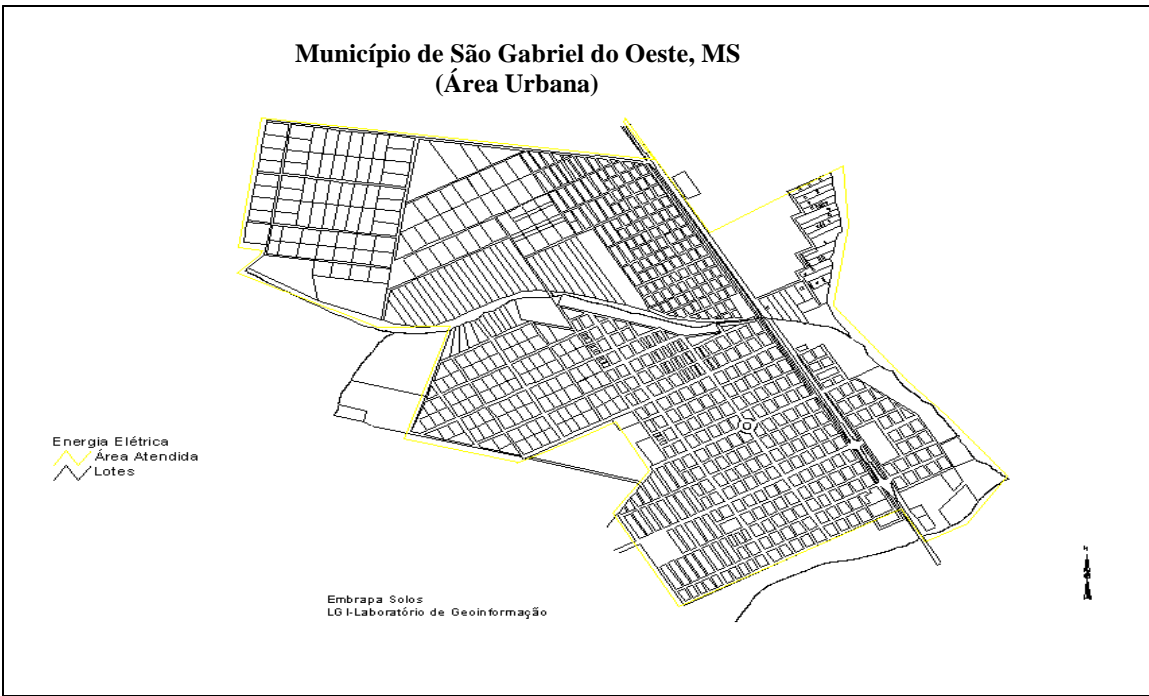 Município de São Gabriel do Oeste, MS
(Área Urbana)
Energia Elétrica
Área Atendida
Lotes
Embrapa Solos
LGI-Laboratório de Geoinformação